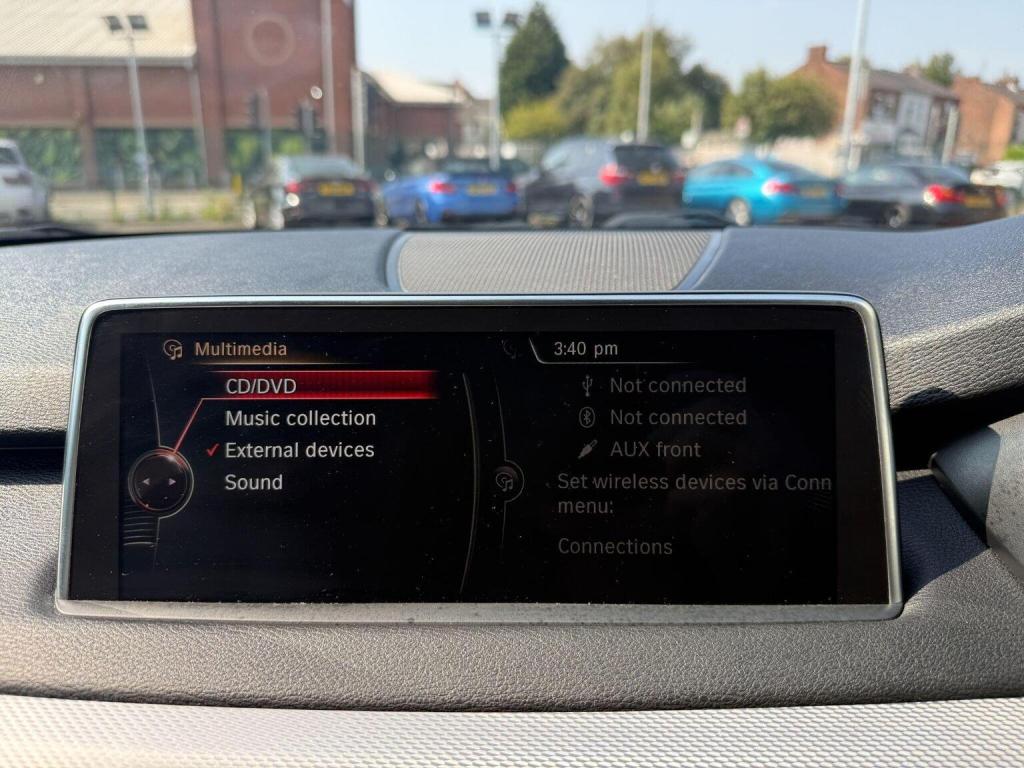 Multimedia
CD/DVD
Music collection
External devices
Sound
3:40 pm
Not connected
Not connected
AUX front
Set wireless devices via Conn
menu:
Connections